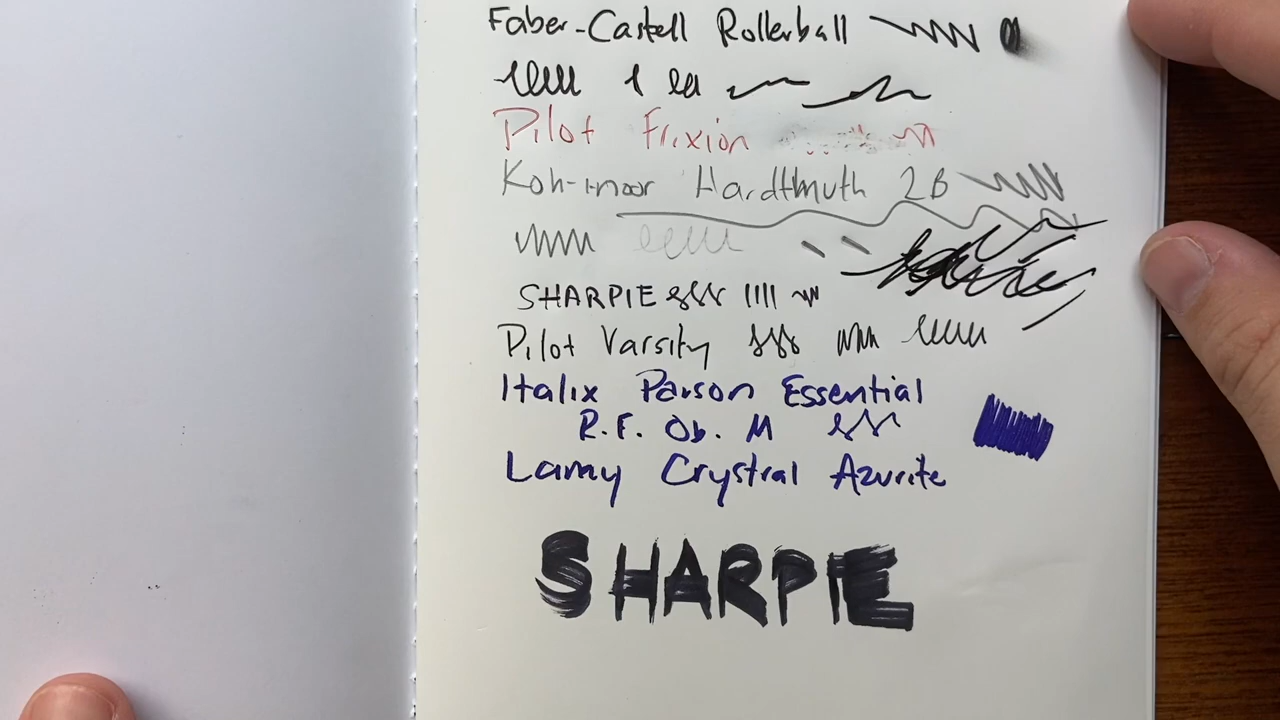 Faber-Castell Rollerball
Pilot Frixion
Koh-i-noor Hardtmuth 2B
SHARPIE
Pilot Varsity
Italix Parson Essential
R.F. Ob. M
Lamy Crystral Azurite
SHARPIE